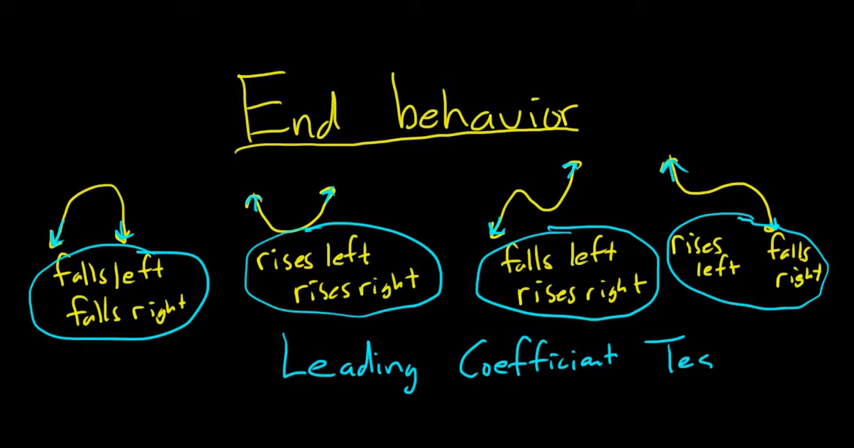 End behavior
falls left
falls right
rises left
rises right
falls left
rises right
rises falls
left right
Leading Coefficient Tes